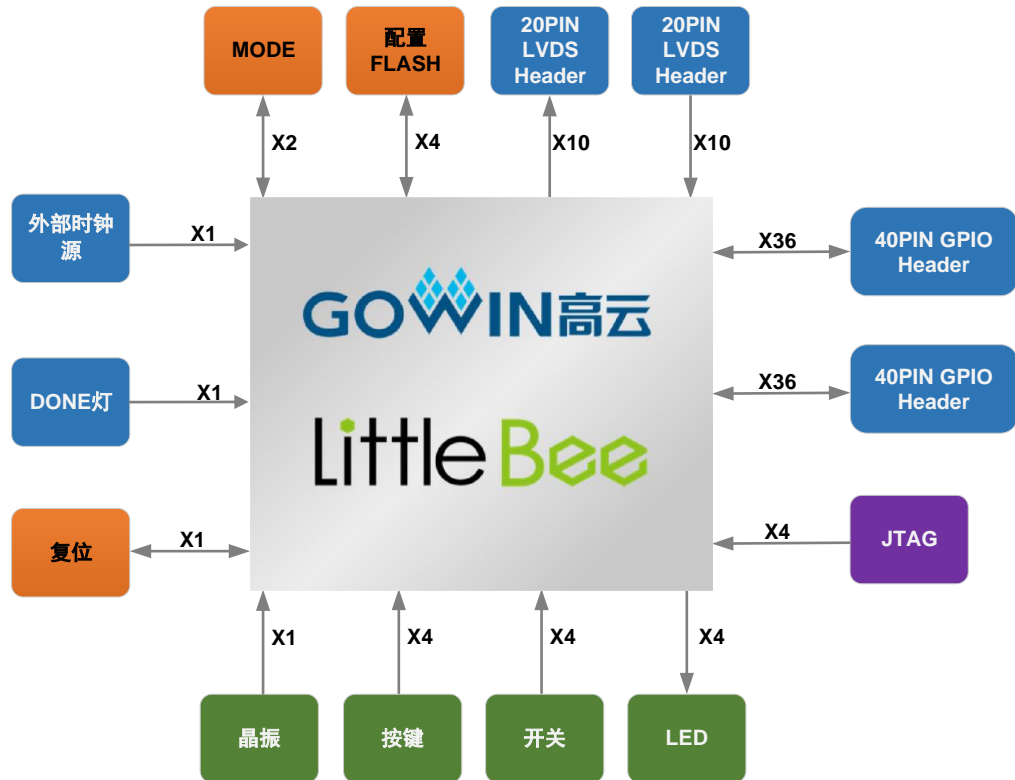 MODE
配置
FLASH
20PIN
LVDS
Header
20PIN
LVDS
Header
X2
X4
X10
X10
外部时钟
源
X1
X36
40PIN GPIO
Header
GOWIN高云
DONE灯
X1
X36
40PIN GPIO
Header
LittleBee
复位
X1
X4
JTAG
X1
X4
X4
X4
晶振
按键
开关
LED